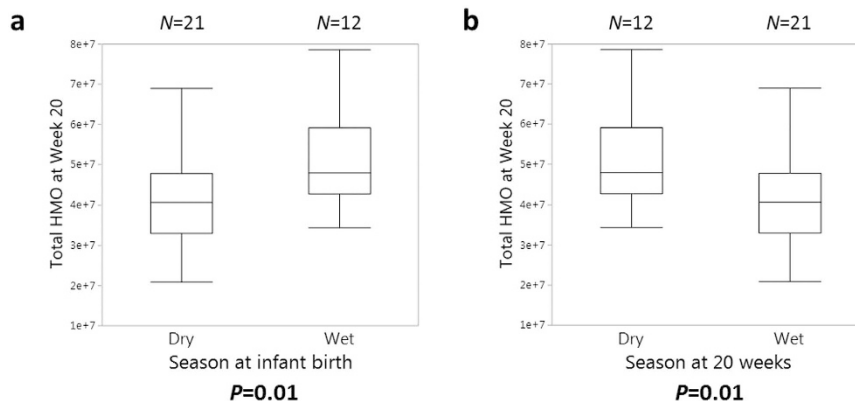 a
N=21 N=12
Total HMO at Week 20
8e+7
7e+7
6e+7
5e+7
4e+7
3e+7
2e+7
1e+7
Dry Wet
Season at infant birth
P=0.01
b
N=12 N=21
Total HMO at Week 20
8e+7
7e+7
6e+7
5e+7
4e+7
3e+7
2e+7
1e+7
Dry Wet
Season at 20 weeks
P=0.01